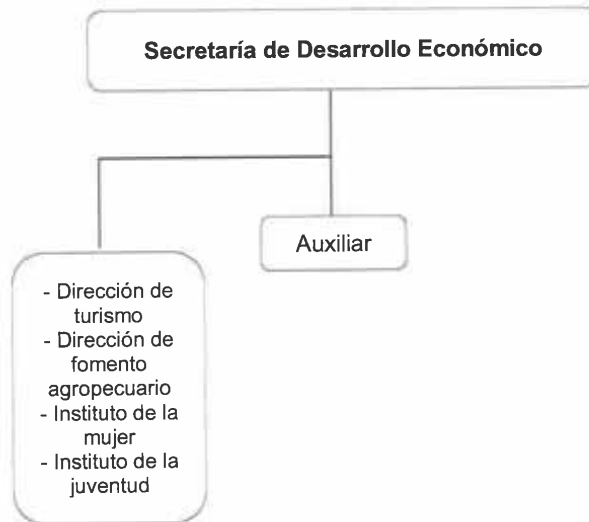 Secretaría de Desarrollo Económico
Auxiliar
- Dirección de
turismo
- Dirección de
fomento
agropecuario
- Instituto de la
mujer
- Instituto de la
juventud